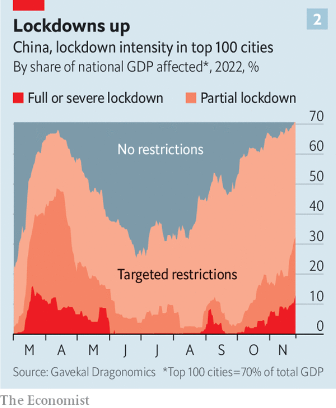 Lockdowns up
2
China, lockdown intensity in top 100 cities
By share of national GDP affected*, 2022, %
Full or severe lockdown Partial lockdown
70
No restrictions
60
50
40
30
Targeted restrictions
20
10
0
M A M J J A S O N
Source: Gavekal Dragonomics *Top 100 cities=70% of total GDP
The Economist